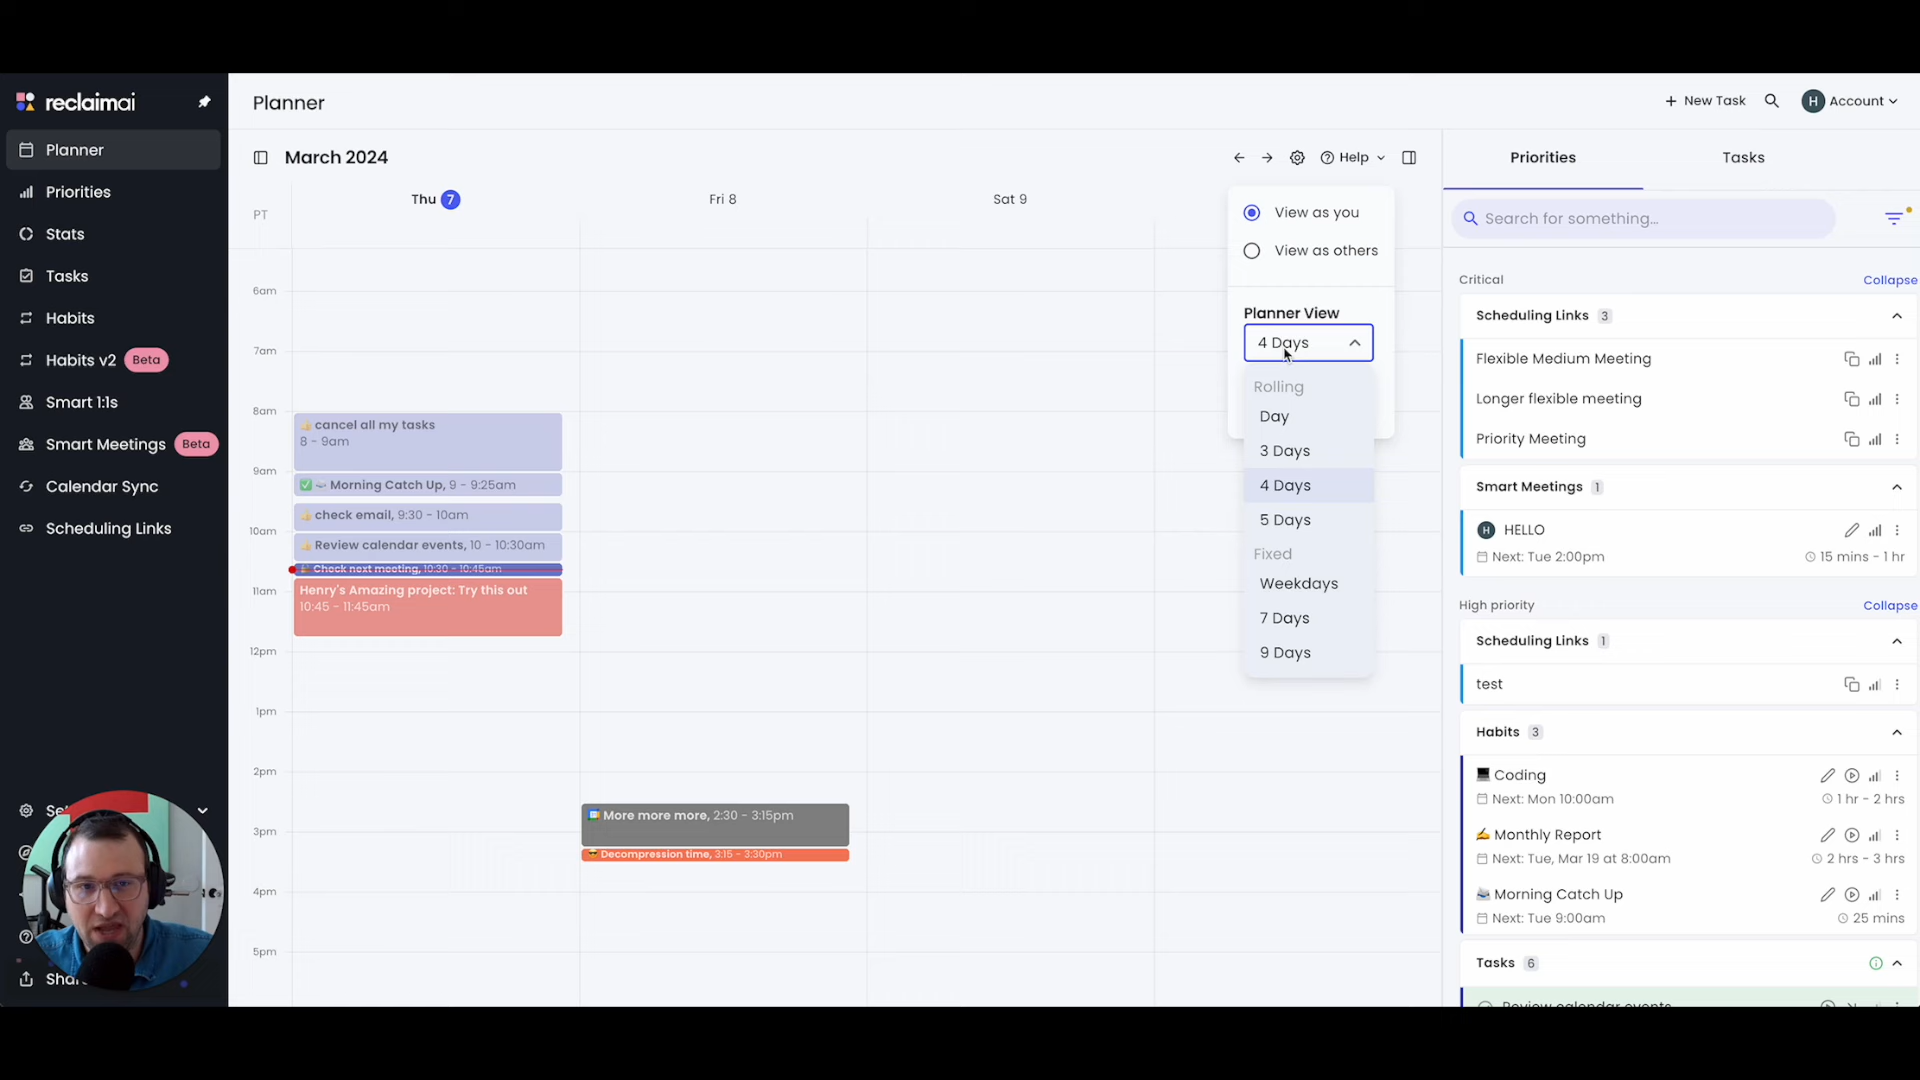 reclaimai
Planner
Priorities
Stats
Tasks
Habits
Habits v2 Beta
Smart 1:1s
Smart Meetings Beta
Calendar Sync
Scheduling Links
Planner
New Task
H Account
March 2024
Help
PT
Thu 7
Fri 8
Sat 9
6am
7am
8am
9am
10am
11am
12pm
1pm
2pm
3pm
4pm
5pm
cancel all my tasks
8 - 9am
Morning Catch Up, 9 - 9:25am
check email, 9:30 - 10am
Review calendar events, 10 - 10:30am
Check next meeting, 10:30 - 10:45am
Henry's Amazing project: Try this out
10:45 - 11:45am
More more more, 2:30 - 3:15pm
Decompression time, 3:15 - 3:30pm
View as you
View as others
Planner View
4 Days
Rolling
Day
3 Days
4 Days
5 Days
Fixed
Weekdays
7 Days
9 Days
Priorities
Tasks
Search for something...
Critical
Collapse
Scheduling Links 3
Flexible Medium Meeting
Longer flexible meeting
Priority Meeting
Smart Meetings 1
H HELLO
Next: Tue 2:00pm
15 mins - 1 hr
High priority
Collapse
Scheduling Links 1
test
Habits 3
Coding
Next: Mon 10:00am
1 hr - 2 hrs
Monthly Report
Next: Tue, Mar 19 at 8:00am
2 hrs - 3 hrs
Morning Catch Up
Next: Tue 9:00am
25 mins
Tasks 6
Review calendar events